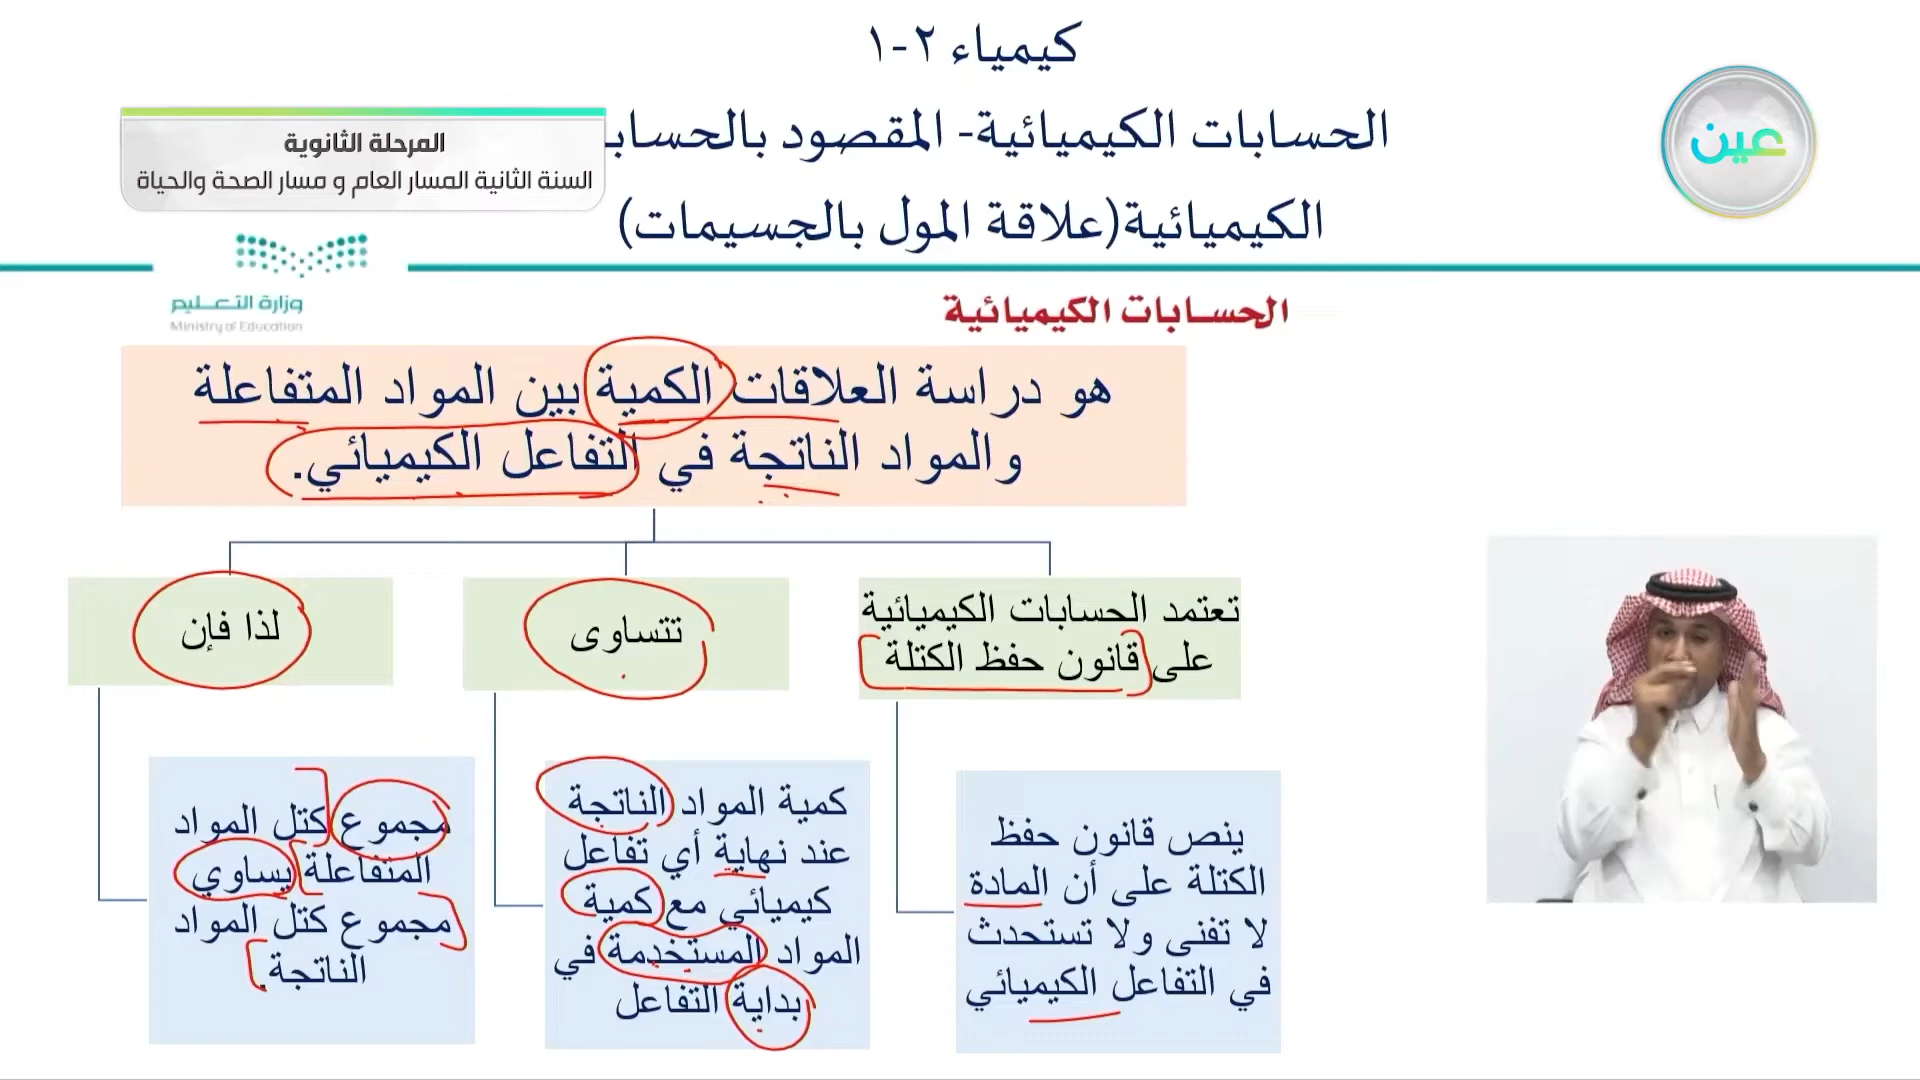 كيمياء ٢-١
الحسابات الكيميائية- المقصود بالحساب
الكيميائية(علاقة المول بالجسيمات)
المرحلة الثانوية
السنة الثانية المسار العام و مسار الصحة والحياة
عين
وزارة التعليم
Ministry of Education
الحسابات الكيميائية
هو دراسة العلاقات الكمية بين المواد المتفاعلة
والمواد الناتجة في التفاعل الكيميائي.
تعتمد الحسابات الكيميائية
على قانون حفظ الكتلة
ينص قانون حفظ
الكتلة على أن المادة
لا تفنى ولا تستحدث
في التفاعل الكيميائي
تتساوى
كمية المواد الناتجة
عند نهاية أي تفاعل
كيميائي مع كمية
المواد المستخدمة في
بداية التفاعل
لذا فإن
مجموع كتل المواد
المتفاعلة يساوي
مجموع كتل المواد
الناتجة.